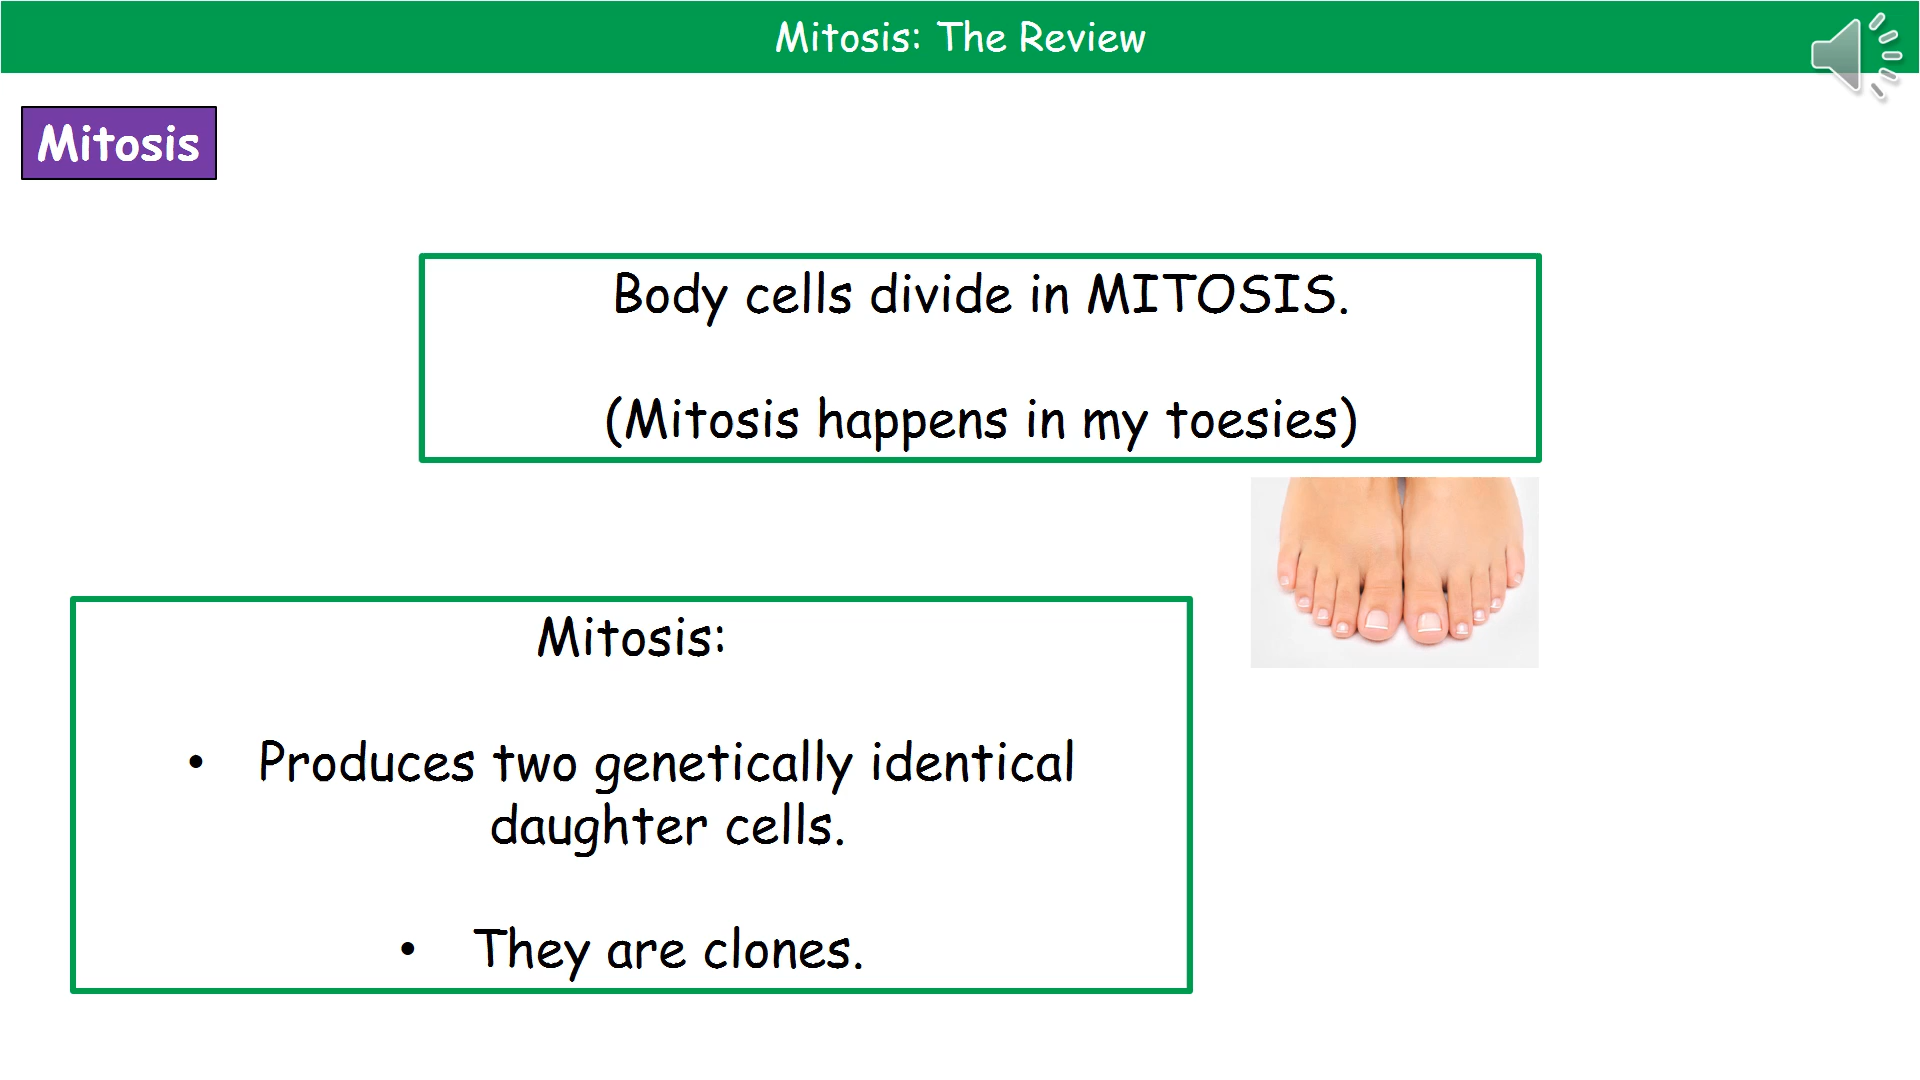 Mitosis: The Review
Mitosis
Body cells divide in MITOSIS.
(Mitosis happens in my toesies)
Mitosis:
• Produces two genetically identical
daughter cells.
• They are clones.